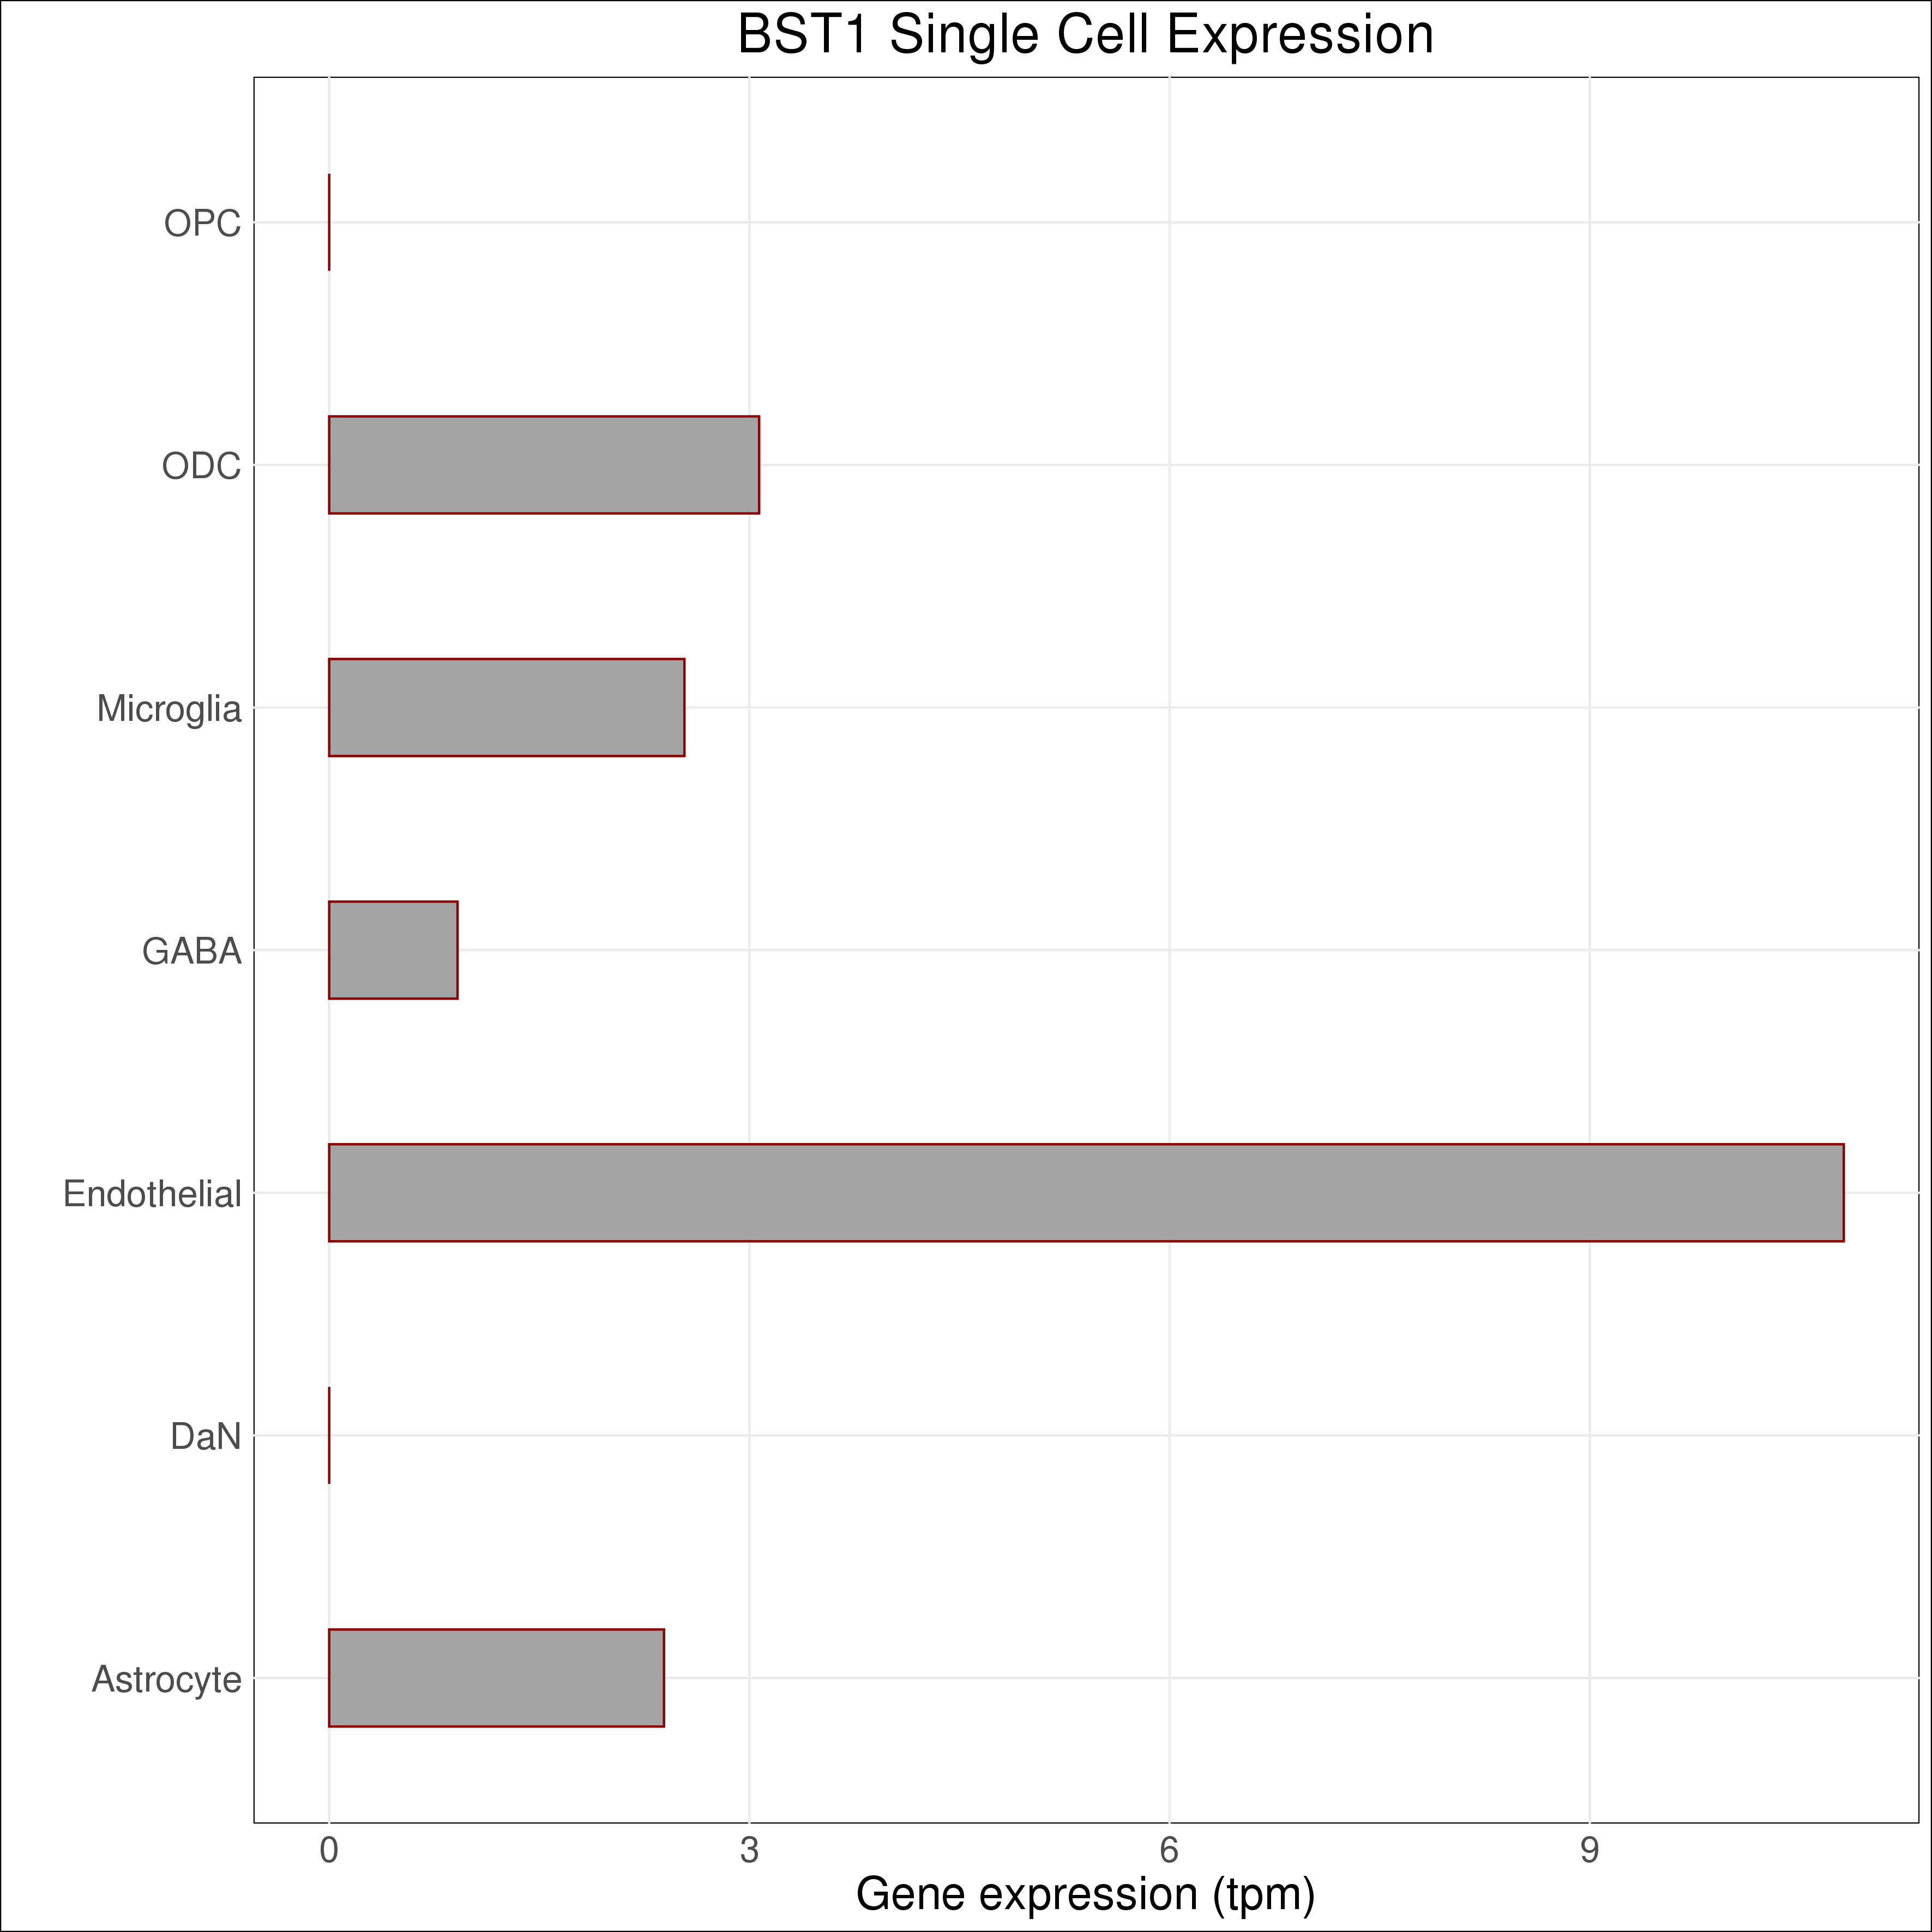 BST1 Single Cell Expression
OPC
ODC
Microglia
GABA
Endothelial
DaN
Astrocyte
0 3 6 9
Gene expression (tpm)